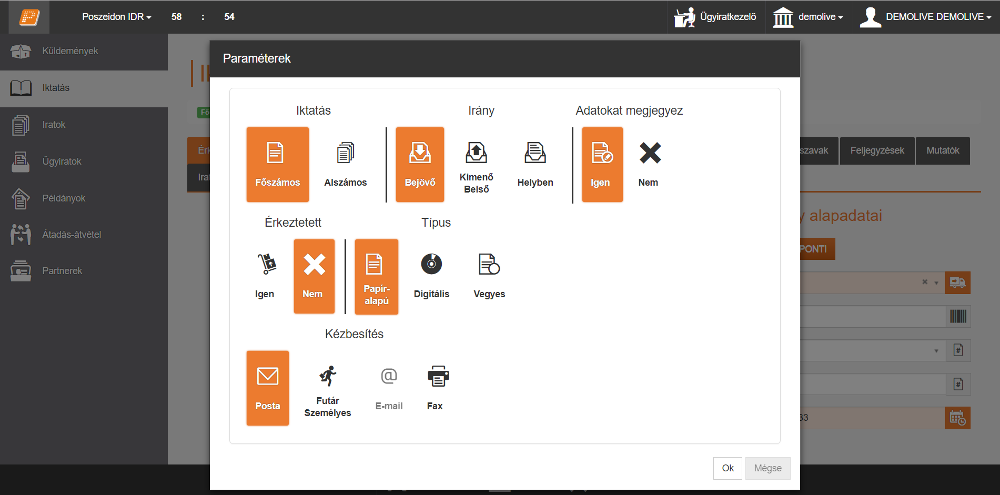 Poseidon IDR 58 : 54 Ügyiratkezelő demolive DEMOLIVE DEMOLIVE
Küldemények
Iktatás
Iratok
Ügyiratok
Példányok
Átadás-átvétel
Partnerek
Paraméterek
Iktatás Irány Adatokat megjegyez
Főszámos Alszámos Bejövő Kimenő Belső Helyben Igen Nem
Érkeztetett Típus
Igen Nem Papír-alapú Digitális Vegyes
Kézbesítés
Posta Futár Személyes E-mail Fax
Ok Mégse
szavak Feljegyzések Mutatók
alapadatai
PONTI